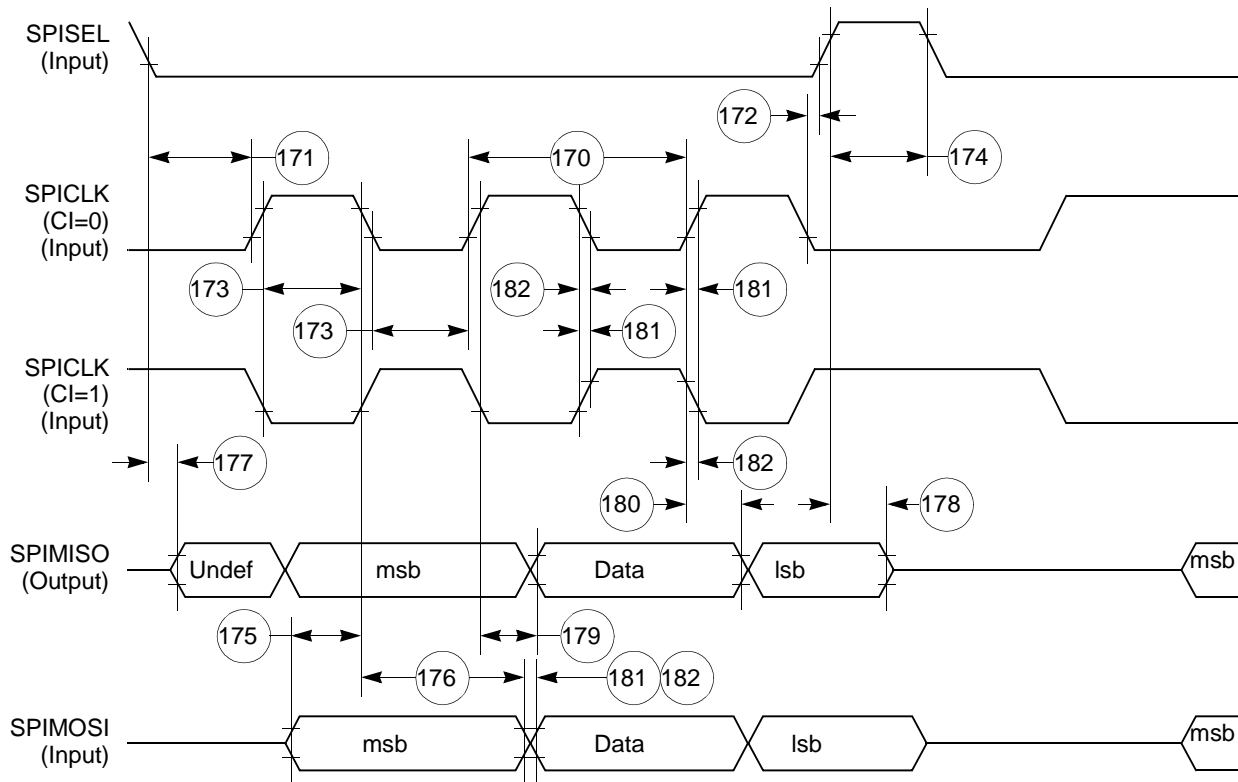 SPISEL
(Input)
172
171
170
174
SPICLK
(CI=0)
(Input)
173
182
181
173
181
SPICLK
(CI=1)
(Input)
177
182
180
178
SPIMISO
(Output)
Undef
msb
Data
lsb
msb
175
179
176
181
182
SPIMOSI
(Input)
msb
Data
lsb
msb